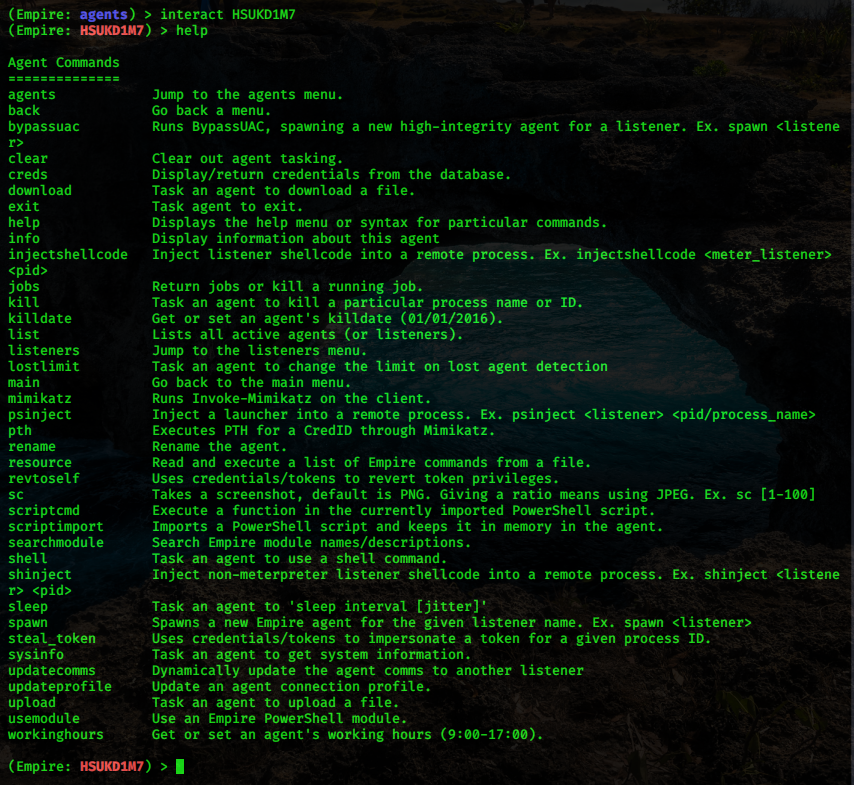 (Empire: agents) > interact HSUKD1M7
(Empire: HSUKD1M7) > help
Agent Commands
==============
agents            Jump to the agents menu.
back              Go back a menu.
bypassuac         Runs BypassUAC, spawning a new high-integrity agent for a listener. Ex. spawn <listene
r>
clear             Clear out agent tasking.
creds             Display/return credentials from the database.
download          Task an agent to download a file.
exit              Task agent to exit.
help              Displays the help menu or syntax for particular commands.
info              Display information about this agent
injectshellcode   Inject listener shellcode into a remote process. Ex. injectshellcode <meter_listener>
<pid>
jobs              Return jobs or kill a running job.
kill              Task an agent to kill a particular process name or ID.
killdate          Get or set an agent's killdate (01/01/2016).
list              Lists all active agents (or listeners).
listeners         Jump to the listeners menu.
lostlimit         Task an agent to change the limit on lost agent detection
main              Go back to the main menu.
mimikatz          Runs Invoke-Mimikatz on the client.
psinject          Inject a launcher into a remote process. Ex. psinject <listener> <pid/process_name>
pth               Executes PTH for a CredID through Mimikatz.
rename            Rename the agent.
resource          Read and execute a list of Empire commands from a file.
revtoself         Uses credentials/tokens to revert token privileges.
sc                Takes a screenshot, default is PNG. Giving a ratio means using JPEG. Ex. sc [1-100]
scriptcmd         Execute a function in the currently imported PowerShell script.
scriptimport      Imports a PowerShell script and keeps it in memory in the agent.
searchmodule      Search Empire module names/descriptions.
shell             Task an agent to use a shell command.
shinject          Inject non-meterpreter listener shellcode into a remote process. Ex. shinject <listene
r> <pid>
sleep             Task an agent to 'sleep interval [jitter]'
spawn             Spawns a new Empire agent for the given listener name. Ex. spawn <listener>
steal_token       Uses credentials/tokens to impersonate a token for a given process ID.
sysinfo           Task an agent to get system information.
updatecomms       Dynamically update the agent comms to another listener
updateprofile     Update an agent connection profile.
upload            Task an agent to upload a file.
usemodule         Use an Empire PowerShell module.
workinghours      Get or set an agent's working hours (9:00-17:00).
(Empire: HSUKD1M7) >